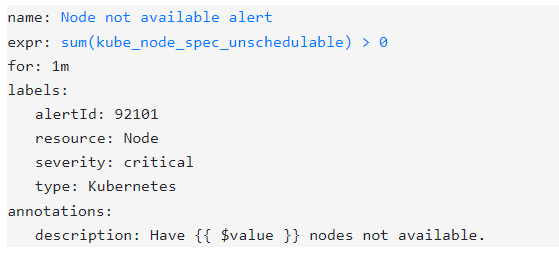 name: Node not available alert
expr: sum(kube_node_spec_unschedulable) > 0
for: 1m
labels:
   alertId: 92101
   resource: Node
   severity: critical
   type: Kubernetes
annotations:
   description: Have {{ $value }} nodes not available.